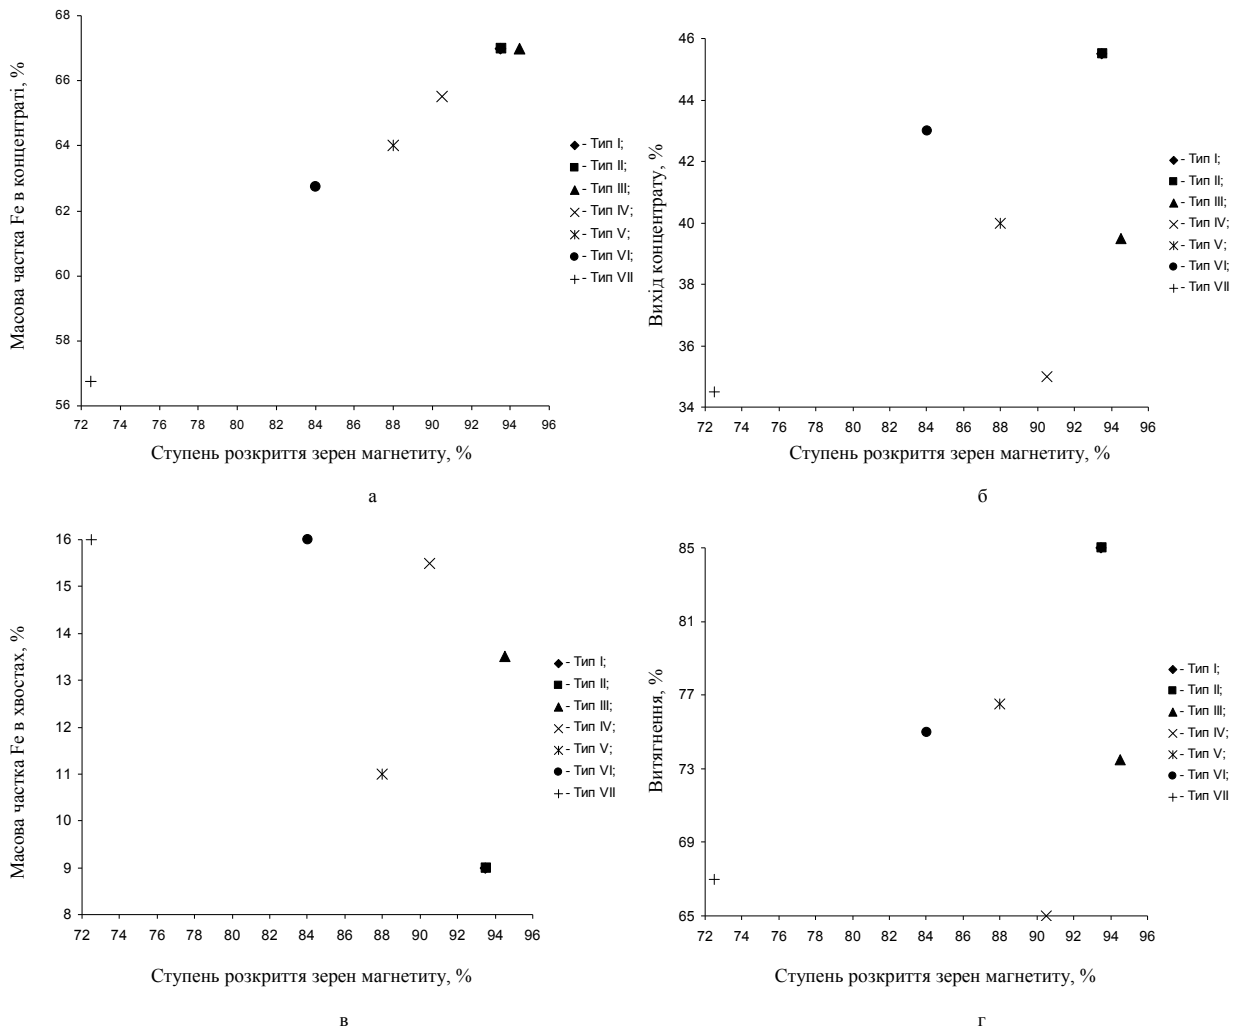 Масова частка Fe в концентраті, %
68
66
64
62
60
58
56
72 74 76 78 80 82 84 86 88 90 92 94 96
Ступень розкриття зерен магнетиту, %
- Тип I;
- Тип II;
- Тип III;
- Тип IV;
- Тип V;
- Тип VI;
- Тип VII
а
Вихід концентрату, %
46
44
42
40
38
36
34
72 74 76 78 80 82 84 86 88 90 92 94 96
Ступень розкриття зерен магнетиту, %
- Тип I;
- Тип II;
- Тип III;
- Тип IV;
- Тип V;
- Тип VI;
- Тип VII
б
Масова частка Fe в хвостах, %
16
15
14
13
12
11
10
9
8
72 74 76 78 80 82 84 86 88 90 92 94 96
Ступень розкриття зерен магнетиту, %
- Тип I;
- Тип II;
- Тип III;
- Тип IV;
- Тип V;
- Тип VI;
- Тип VII
в
Витягнення, %
85
81
77
73
69
65
72 74 76 78 80 82 84 86 88 90 92 94 96
Ступень розкриття зерен магнетиту, %
- Тип I;
- Тип II;
- Тип III;
- Тип IV;
- Тип V;
- Тип VI;
- Тип VII
г